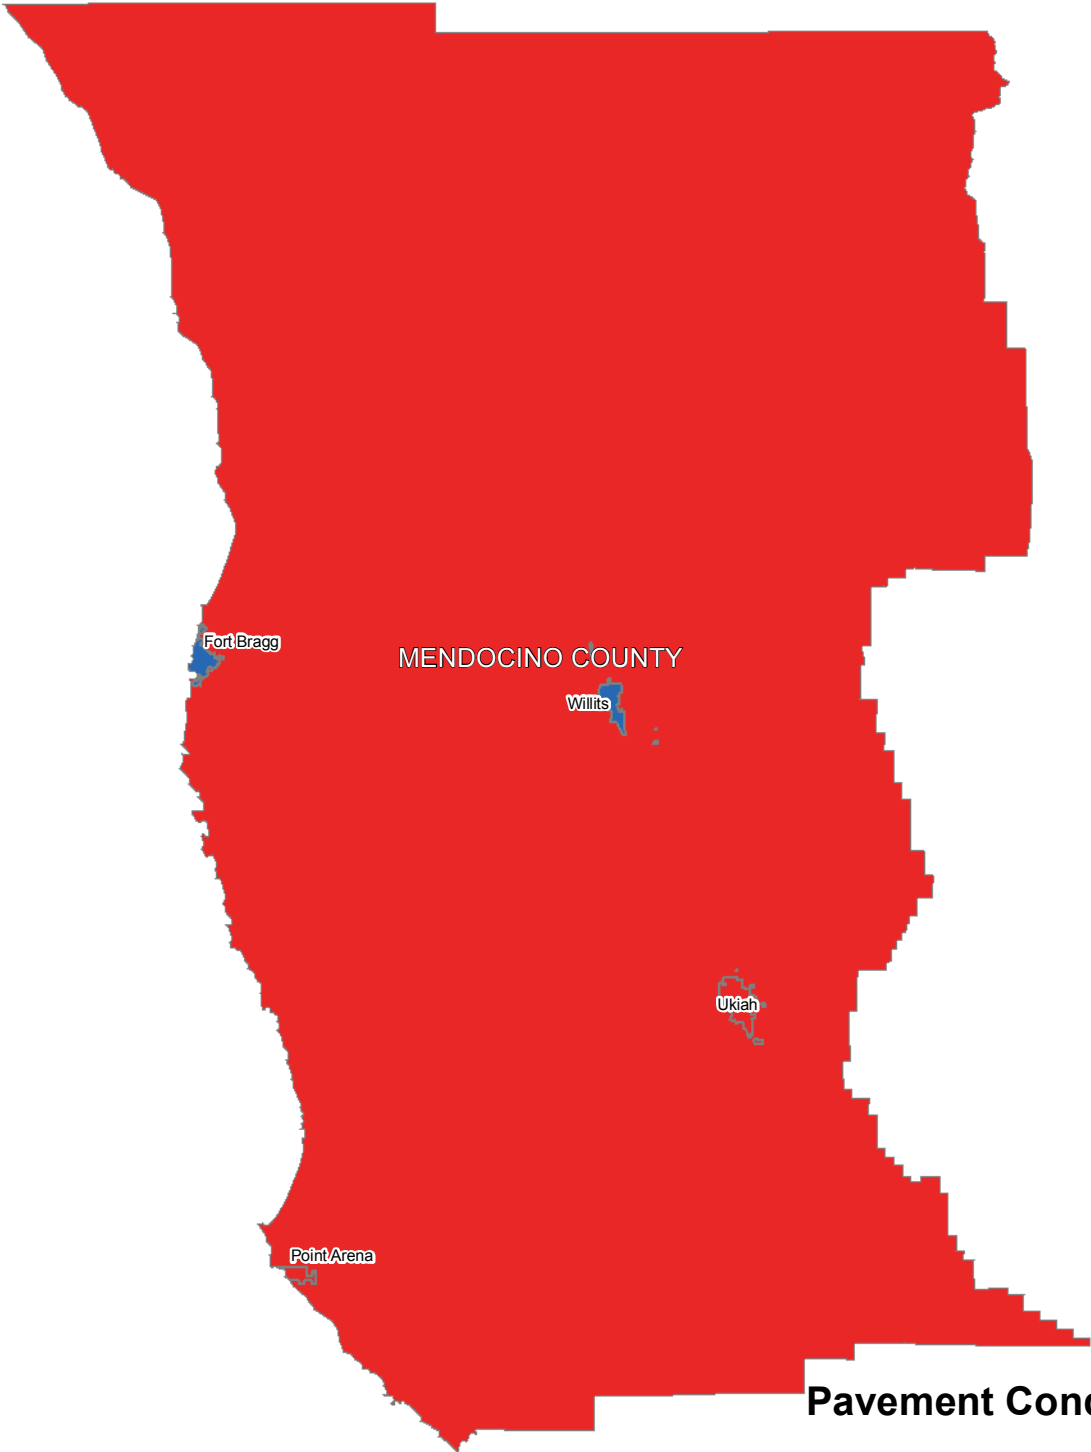 Fort Bragg
MENDOCINO COUNTY
Willits
Ukiah
Point Arena
Pavement Cond